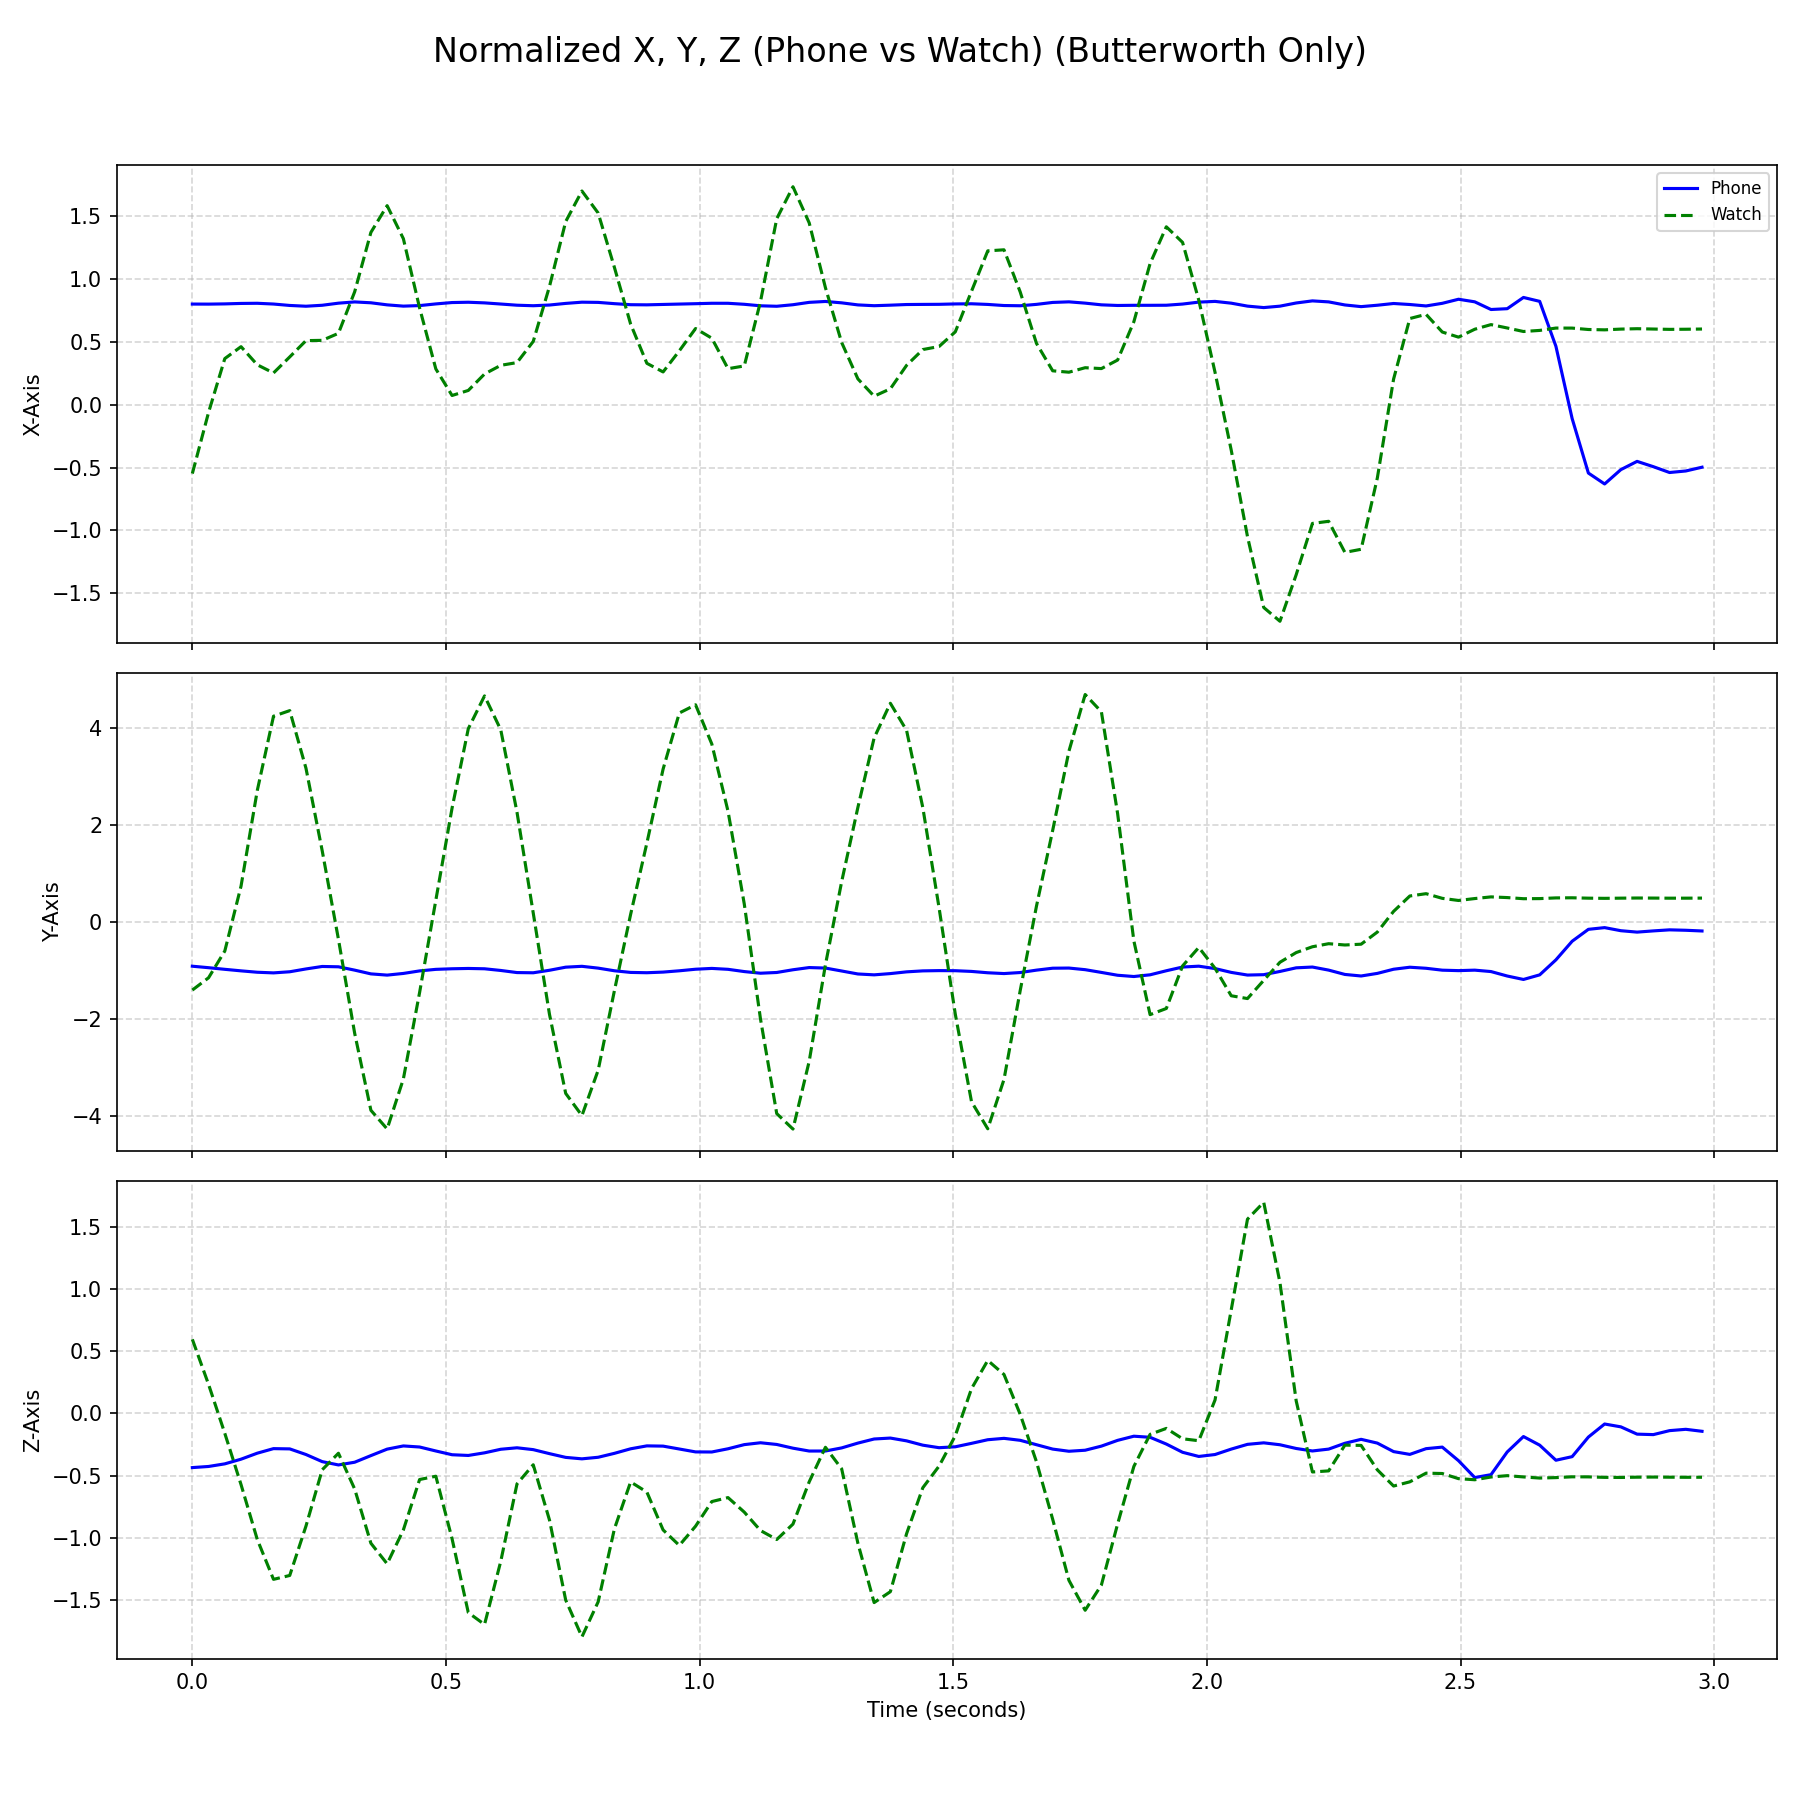 Normalized X, Y, Z (Phone vs Watch) (Butterworth Only)
Phone
Watch
1.5
1.0
0.5
0.0
−0.5
−1.0
−1.5
X-Axis
4
2
0
−2
−4
Y-Axis
1.5
1.0
0.5
0.0
−0.5
−1.0
−1.5
Z-Axis
0.0 0.5 1.0 1.5 2.0 2.5 3.0
Time (seconds)